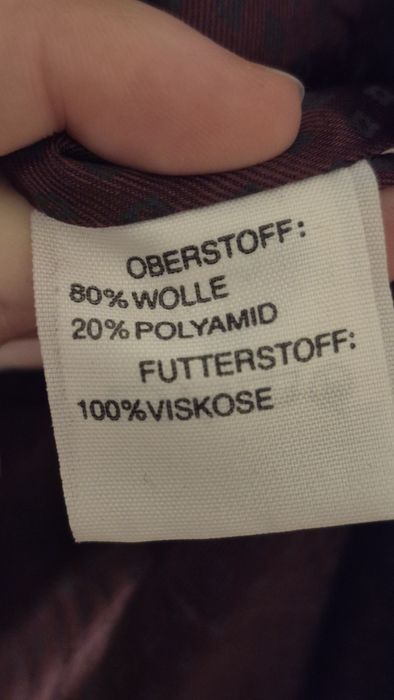 OBERSTOFF:
80% WOLLE
20% POLYAMID
FUTTERSTOFF:
100%VISKOSE